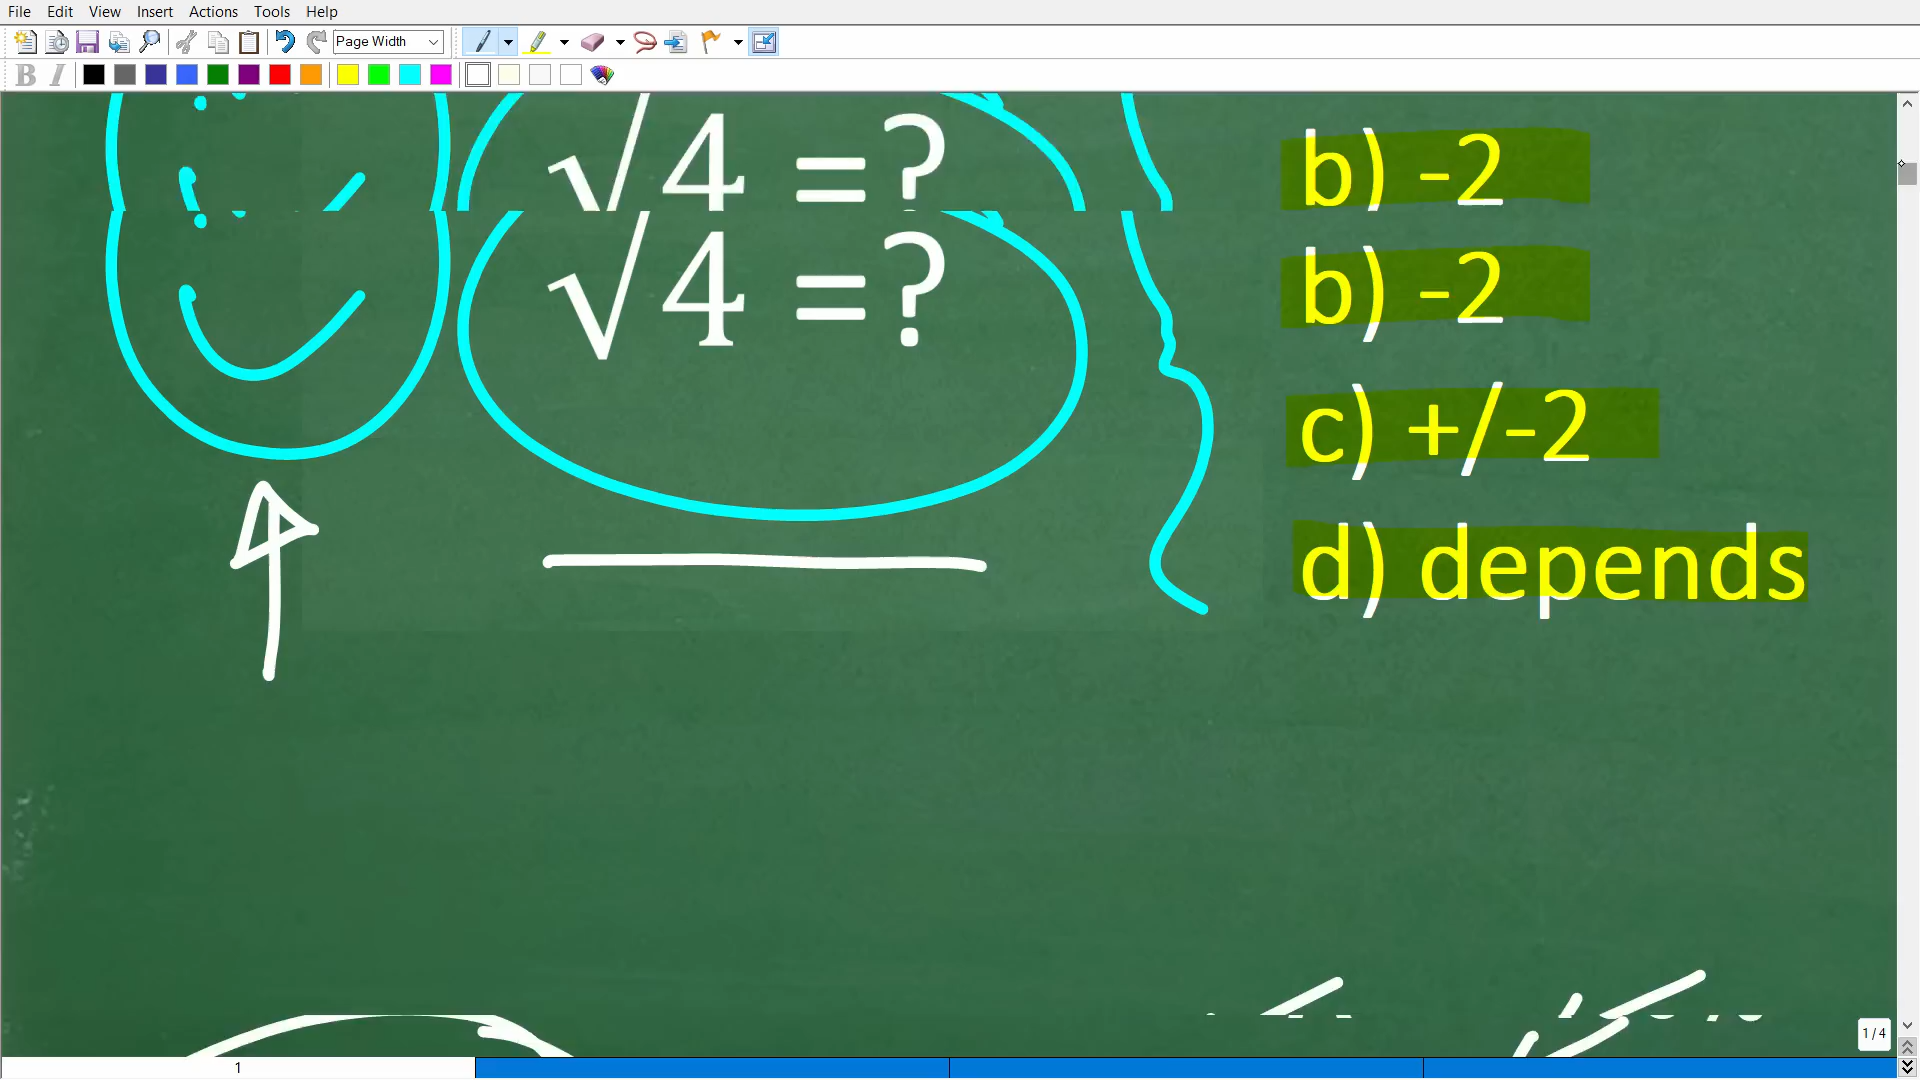 File Edit View Insert Actions Tools Help
Page Width
B I
√4 =?
b) -2
√4 =?
b) -2
c) +/-2
d) depends
1 / 4
1